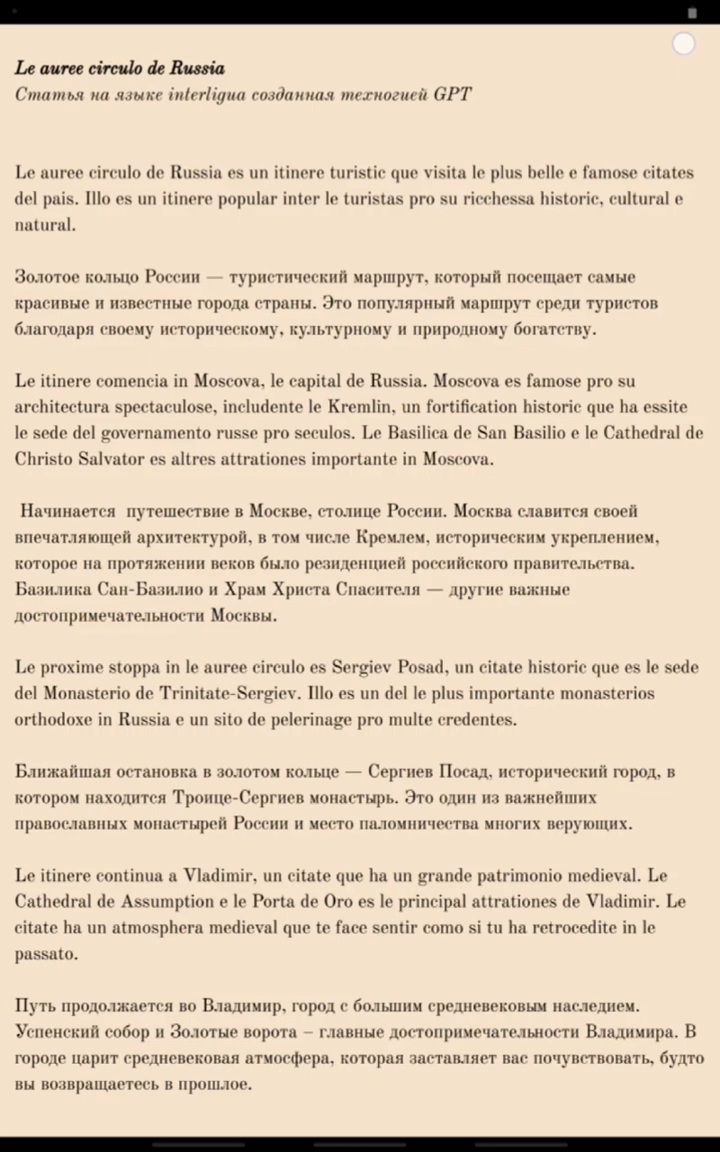 Le auree circulo de Russia
Статья на языке interligua созданная техногией GPT
Le auree circulo de Russia es un itinere turistic que visita le plus belle e famose citates
del pais. Illo es un itinere popular inter le turistas pro su ricchessa historic, cultural e
natural.
Золотое кольцо России — туристический маршрут, который посещает самые
красивые и известные города страны. Это популярный маршрут среди туристов
благодаря своему историческому, культурному и природному богатству.
Le itinere comencia in Moscova, le capital de Russia. Moscova es famose pro su
architectura spectaculose, includente le Kremlin, un fortification historic que ha essite
le sede del governamento russe pro seculos. Le Basilica de San Basilio e le Cathedral de
Christo Salvator es altres attrationes importante in Moscova.
Начинается  путешествие в Москве, столице России. Москва славится своей
впечатляющей архитектурой, в том числе Кремлем, историческим укреплением,
которое на протяжении веков было резиденцией российского правительства.
Базилика Сан-Базилио и Храм Христа Спасителя — другие важные
достопримечательности Москвы.
Le proxime stoppa in le auree circulo es Sergiev Posad, un citate historic que es le sede
del Monasterio de Trinitate-Sergiev. Illo es un del le plus importante monasterios
orthodoxe in Russia e un sito de pelerinage pro multe credentes.
Ближайшая остановка в золотом кольце — Сергиев Посад, исторический город, в
котором находится Троице-Сергиев монастырь. Это один из важнейших
православных монастырей России и место паломничества многих верующих.
Le itinere continua a Vladimir, un citate que ha un grande patrimonio medieval. Le
Cathedral de Assumption e le Porta de Oro es le principal attrationes de Vladimir. Le
citate ha un atmosphera medieval que te face sentir como si tu ha retrocedite in le
passato.
Путь продолжается во Владимир, город с большим средневековым наследием.
Успенский собор и Золотые ворота – главные достопримечательности Владимира. В
городе царит средневековая атмосфера, которая заставляет вас почувствовать, будто
вы возвращаетесь в прошлое.